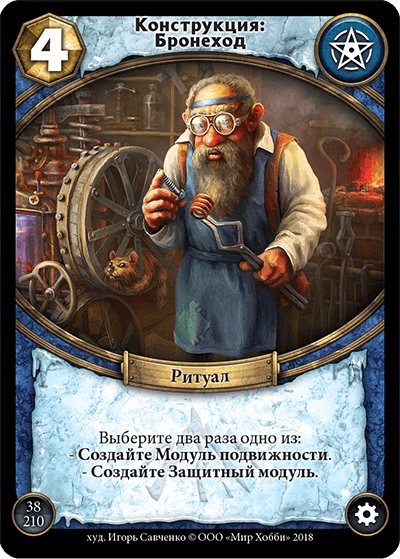 4
Конструкция:
Бронеход
Ритуал
Выберите два раза одно из:
- Создайте Модуль подвижности.
- Создайте Защитный модуль.
38
210
худ. Игорь Савченко © ООО «Мир Хобби» 2018